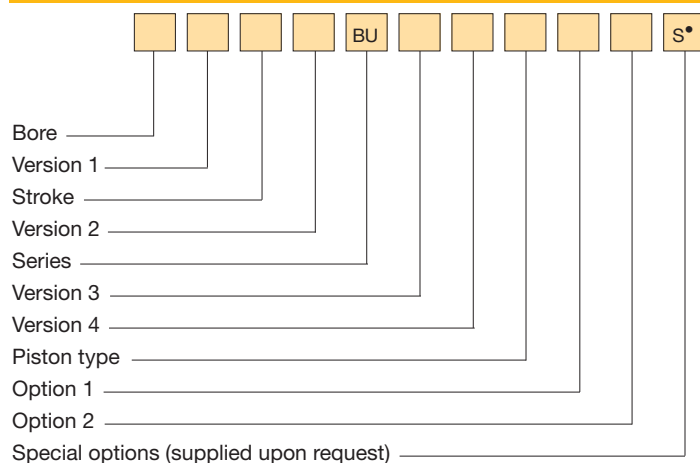 BU S•
Bore
Version 1
Stroke
Version 2
Series
Version 3
Version 4
Piston type
Option 1
Option 2
Special options (supplied upon request)